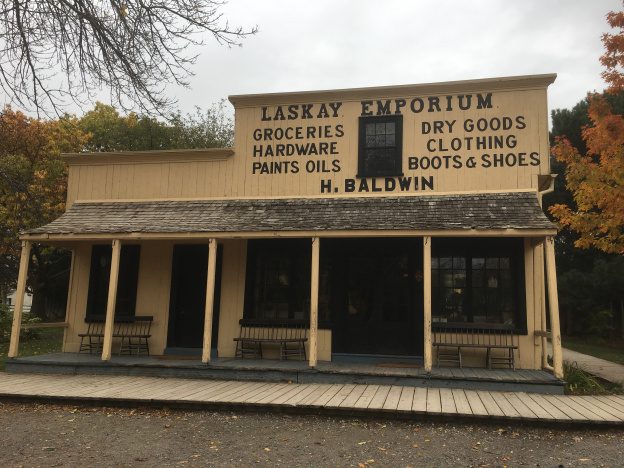 LASKAY EMPORIUM
GROCERIES
HARDWARE
PAINTS OILS
DRY GOODS
CLOTHING
BOOTS & SHOES
H. BALDWIN